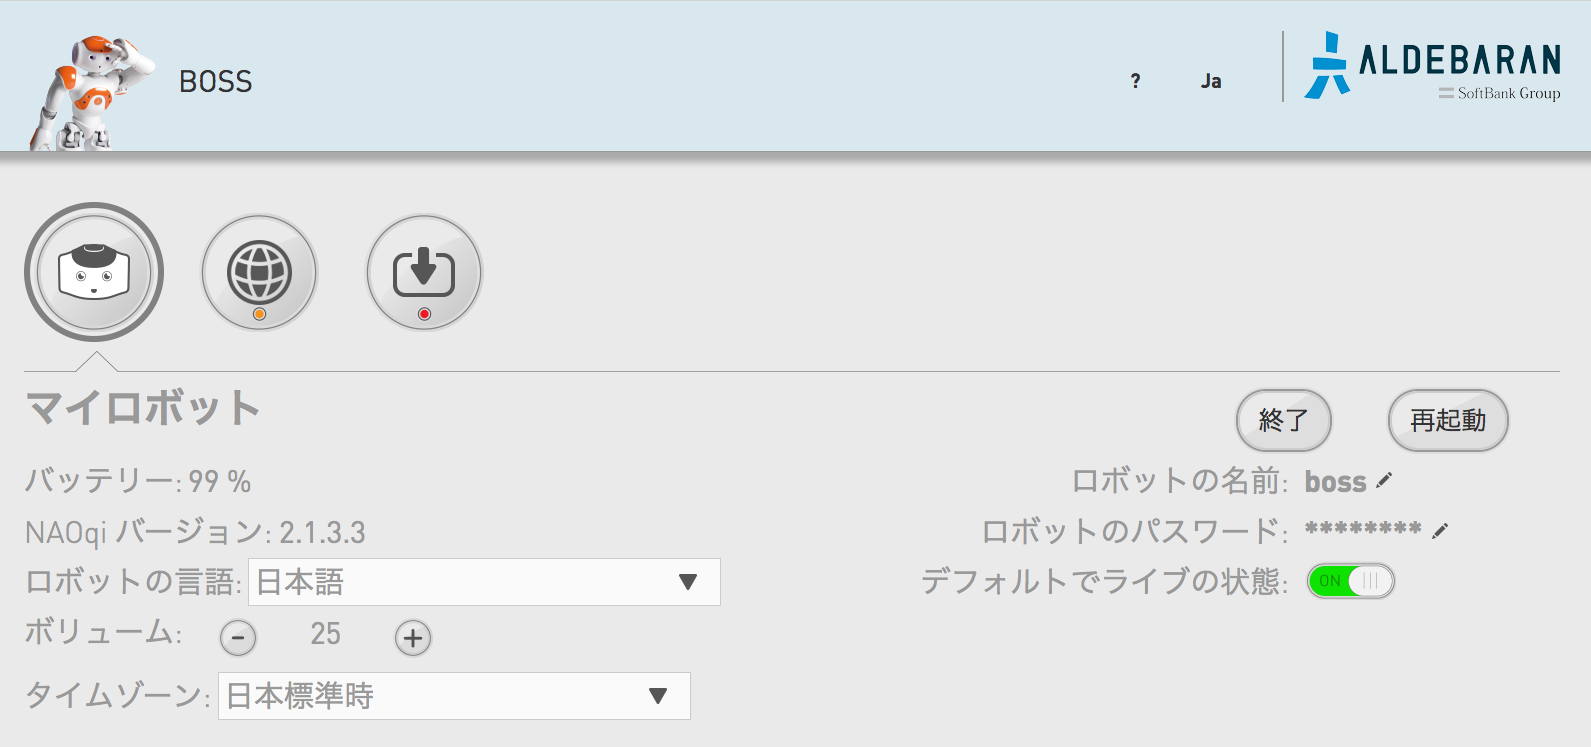 BOSS
? Ja
ALDEBARAN
SoftBank Group
マイロボット
終了 再起動
バッテリー: 99 %
ロボットの名前: boss
NAOqi バージョン: 2.1.3.3
ロボットのパスワード: ********
ロボットの言語: 日本語
デフォルトでライブの状態: ON
ボリューム: - 25 +
タイムゾーン: 日本標準時